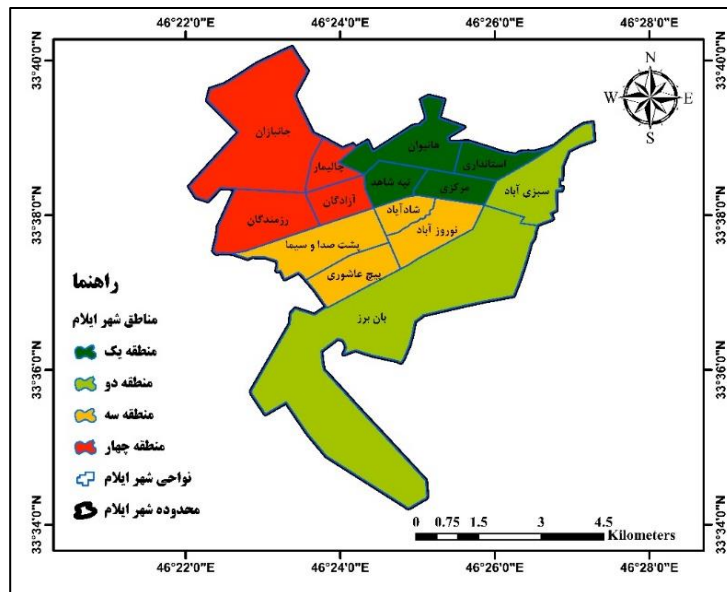 46°22'0"E 46°24'0"E 46°26'0"E 46°28'0"E
33°40'0"N 33°40'0"N
33°38'0"N 33°38'0"N
33°36'0"N 33°36'0"N
33°34'0"N 33°34'0"N
N
W E
S
جانبازان
هانیوان
استانداری
چالیمار
سبزی آباد
تپه شاهد
مرکزی
آزادگان
شادآباد
رزمندگان
نوروز آباد
پشت صدا و سیما
پیچ عاشوری
بان برز
راهنما
مناطق شهر ایلام
منطقه یک
منطقه دو
منطقه سه
منطقه چهار
نواحی شهر ایلام
محدوده شهر ایلام
0 0.75 1.5 3 4.5
Kilometers
46°22'0"E 46°24'0"E 46°26'0"E 46°28'0"E